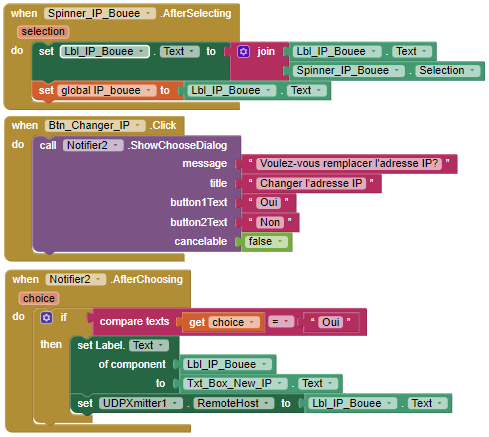 when Spinner_IP_Bouee .AfterSelecting
selection
do set Lbl_IP_Bouee . Text to join Lbl_IP_Bouee . Text
Spinner_IP_Bouee . Selection
set global IP_bouee to Lbl_IP_Bouee . Text
when Btn_Changer_IP .Click
do call Notifier2 .ShowChooseDialog
message " Voulez-vous remplacer l'adresse IP? "
title " Changer l'adresse IP "
button1Text " Oui "
button2Text " Non "
cancelable false
when Notifier2 .AfterChoosing
choice
do if compare texts get choice = " Oui "
then set Label. Text
of component Lbl_IP_Bouee
to Txt_Box_New_IP . Text
set UDPXmitter1 . RemoteHost to Lbl_IP_Bouee . Text